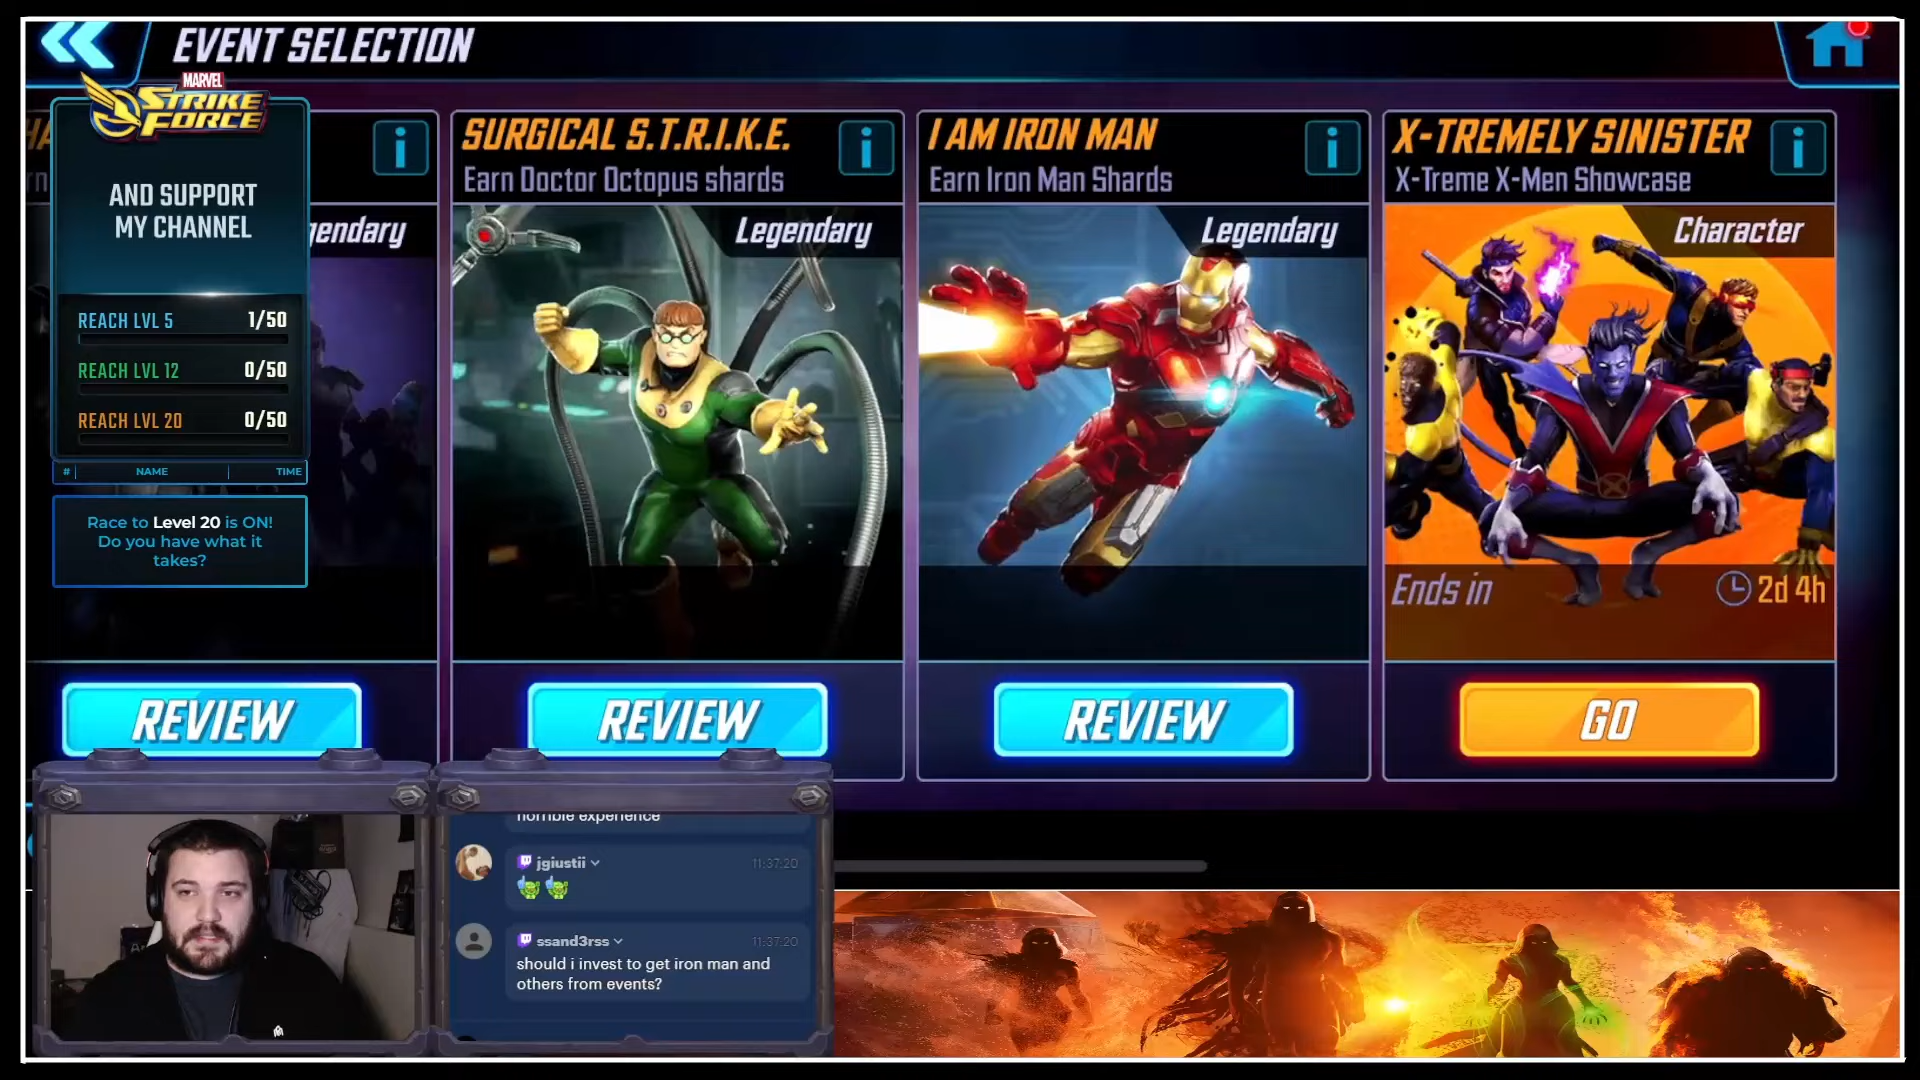 EVENT SELECTION
MARVEL
STRIKE
FORCE
AND SUPPORT
MY CHANNEL
REACH LVL 5 1/50
REACH LVL 12 0/50
REACH LVL 20 0/50
# NAME TIME
Race to Level 20 is ON!
Do you have what it
takes?
REVIEW
SURGICAL S.T.R.I.K.E.
Earn Doctor Octopus shards
Legendary
REVIEW
I AM IRON MAN
Earn Iron Man Shards
Legendary
REVIEW
X-TREMELY SINISTER
X-Treme X-Men Showcase
Character
Ends in 2d 4h
GO
horrible experience
jgiustii 11:37:20
ssand3rss 11:37:20
should i invest to get iron man and
others from events?